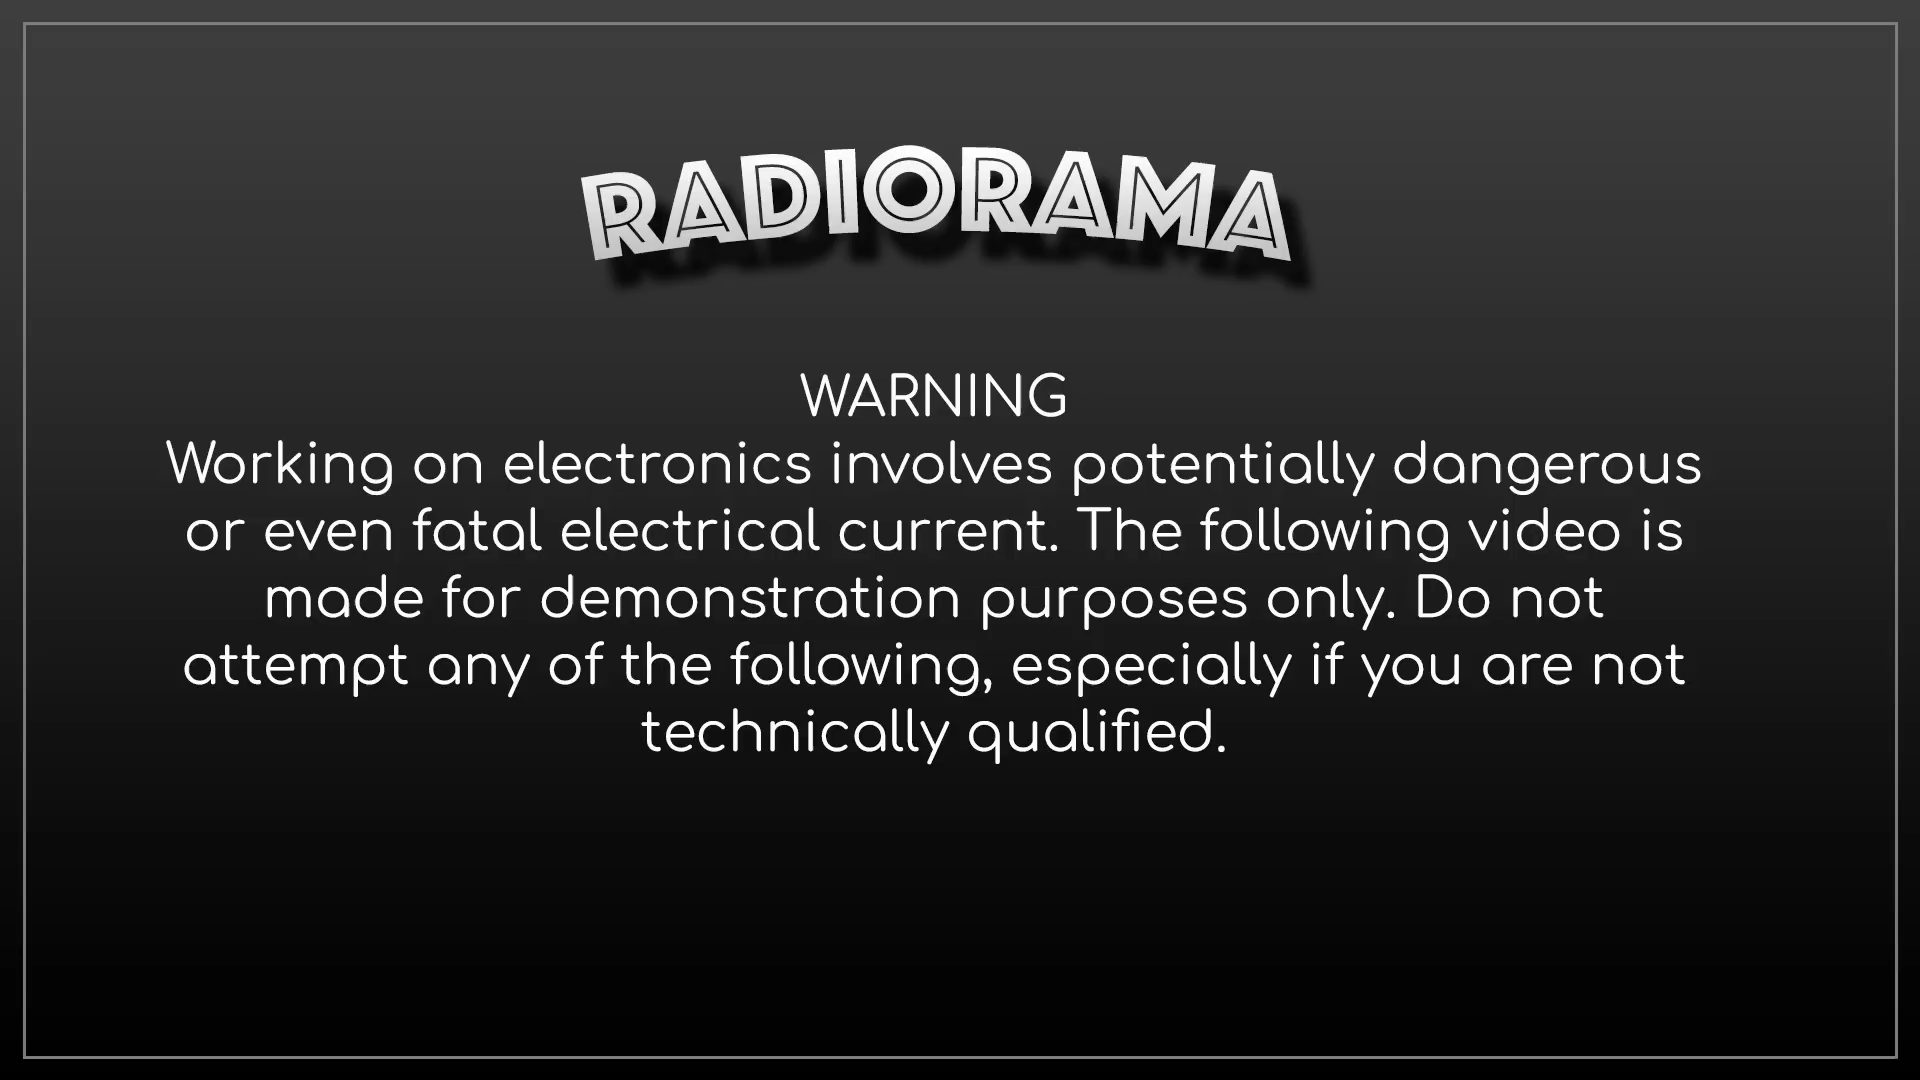 RADIORAMA
WARNING
Working on electronics involves potentially dangerous
or even fatal electrical current. The following video is
made for demonstration purposes only. Do not
attempt any of the following, especially if you are not
technically qualified.